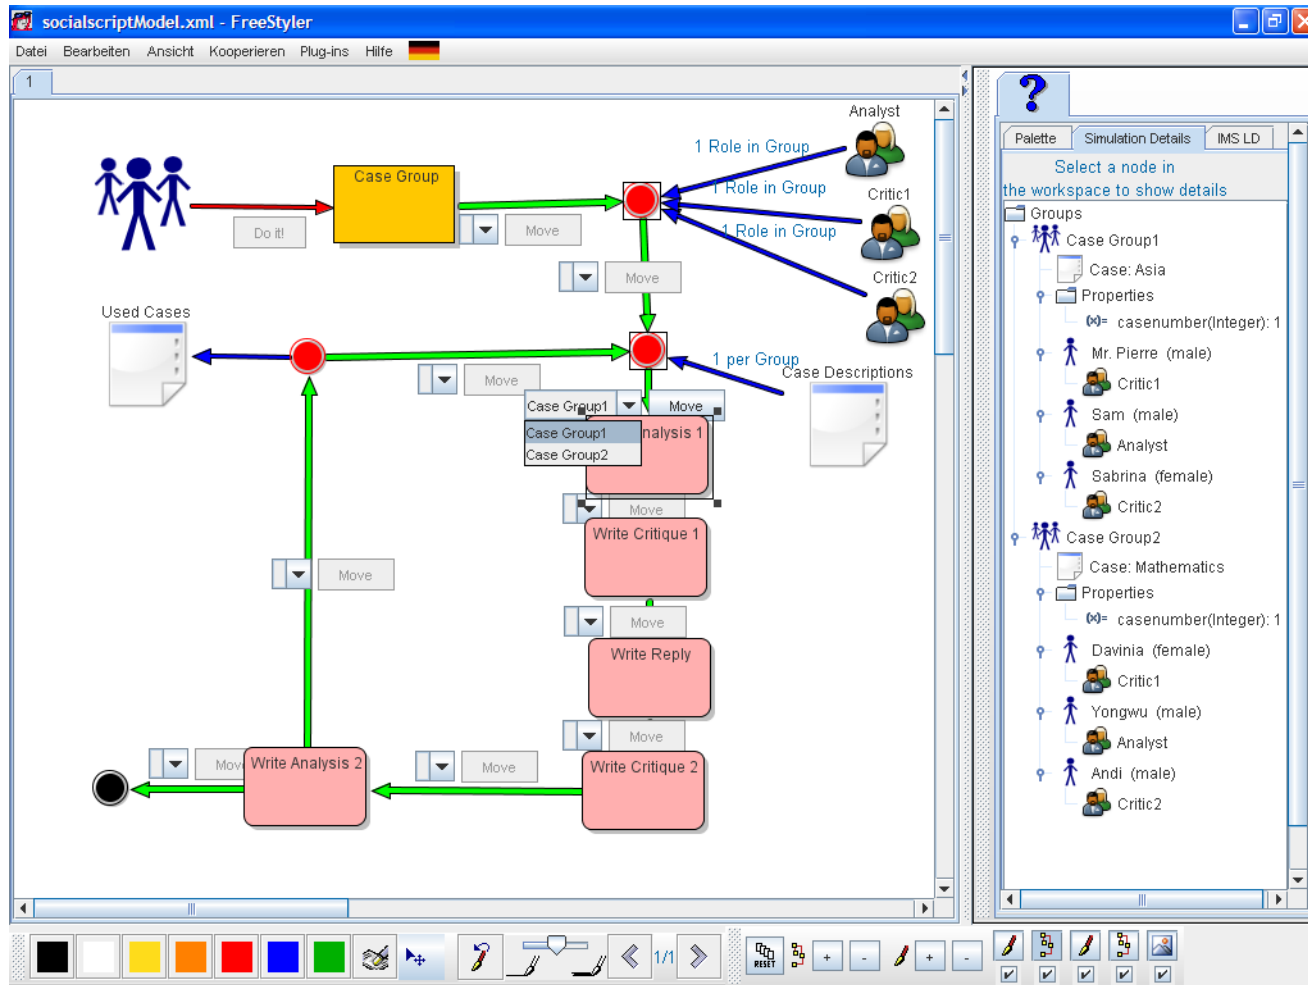 socialscriptModel.xml - FreeStyler
Datei Bearbeiten Ansicht Kooperieren Plug-ins Hilfe
1
Analyst
1 Role in Group
Case Group
1 Role in Group
Critic1
Do it!
Move
1 Role in Group
Move
Critic2
Used Cases
Move
1 per Group
Case Descriptions
Case Group1
Move
Case Group1
Case Group2
nalysis 1
Move
Write Critique 1
Move
Move
Write Reply
Move
Move
Write Analysis 2
Move
Write Critique 2
Palette Simulation Details IMS LD
Select a node in
the workspace to show details
Groups
Case Group1
Case: Asia
Properties
(x)= casenumber(Integer): 1
Mr. Pierre (male)
Critic1
Sam (male)
Analyst
Sabrina (female)
Critic2
Case Group2
Case: Mathematics
Properties
(x)= casenumber(Integer): 1
Davinia (female)
Critic1
Yongwu (male)
Analyst
Andi (male)
Critic2
1/1
RESET
+ - + -